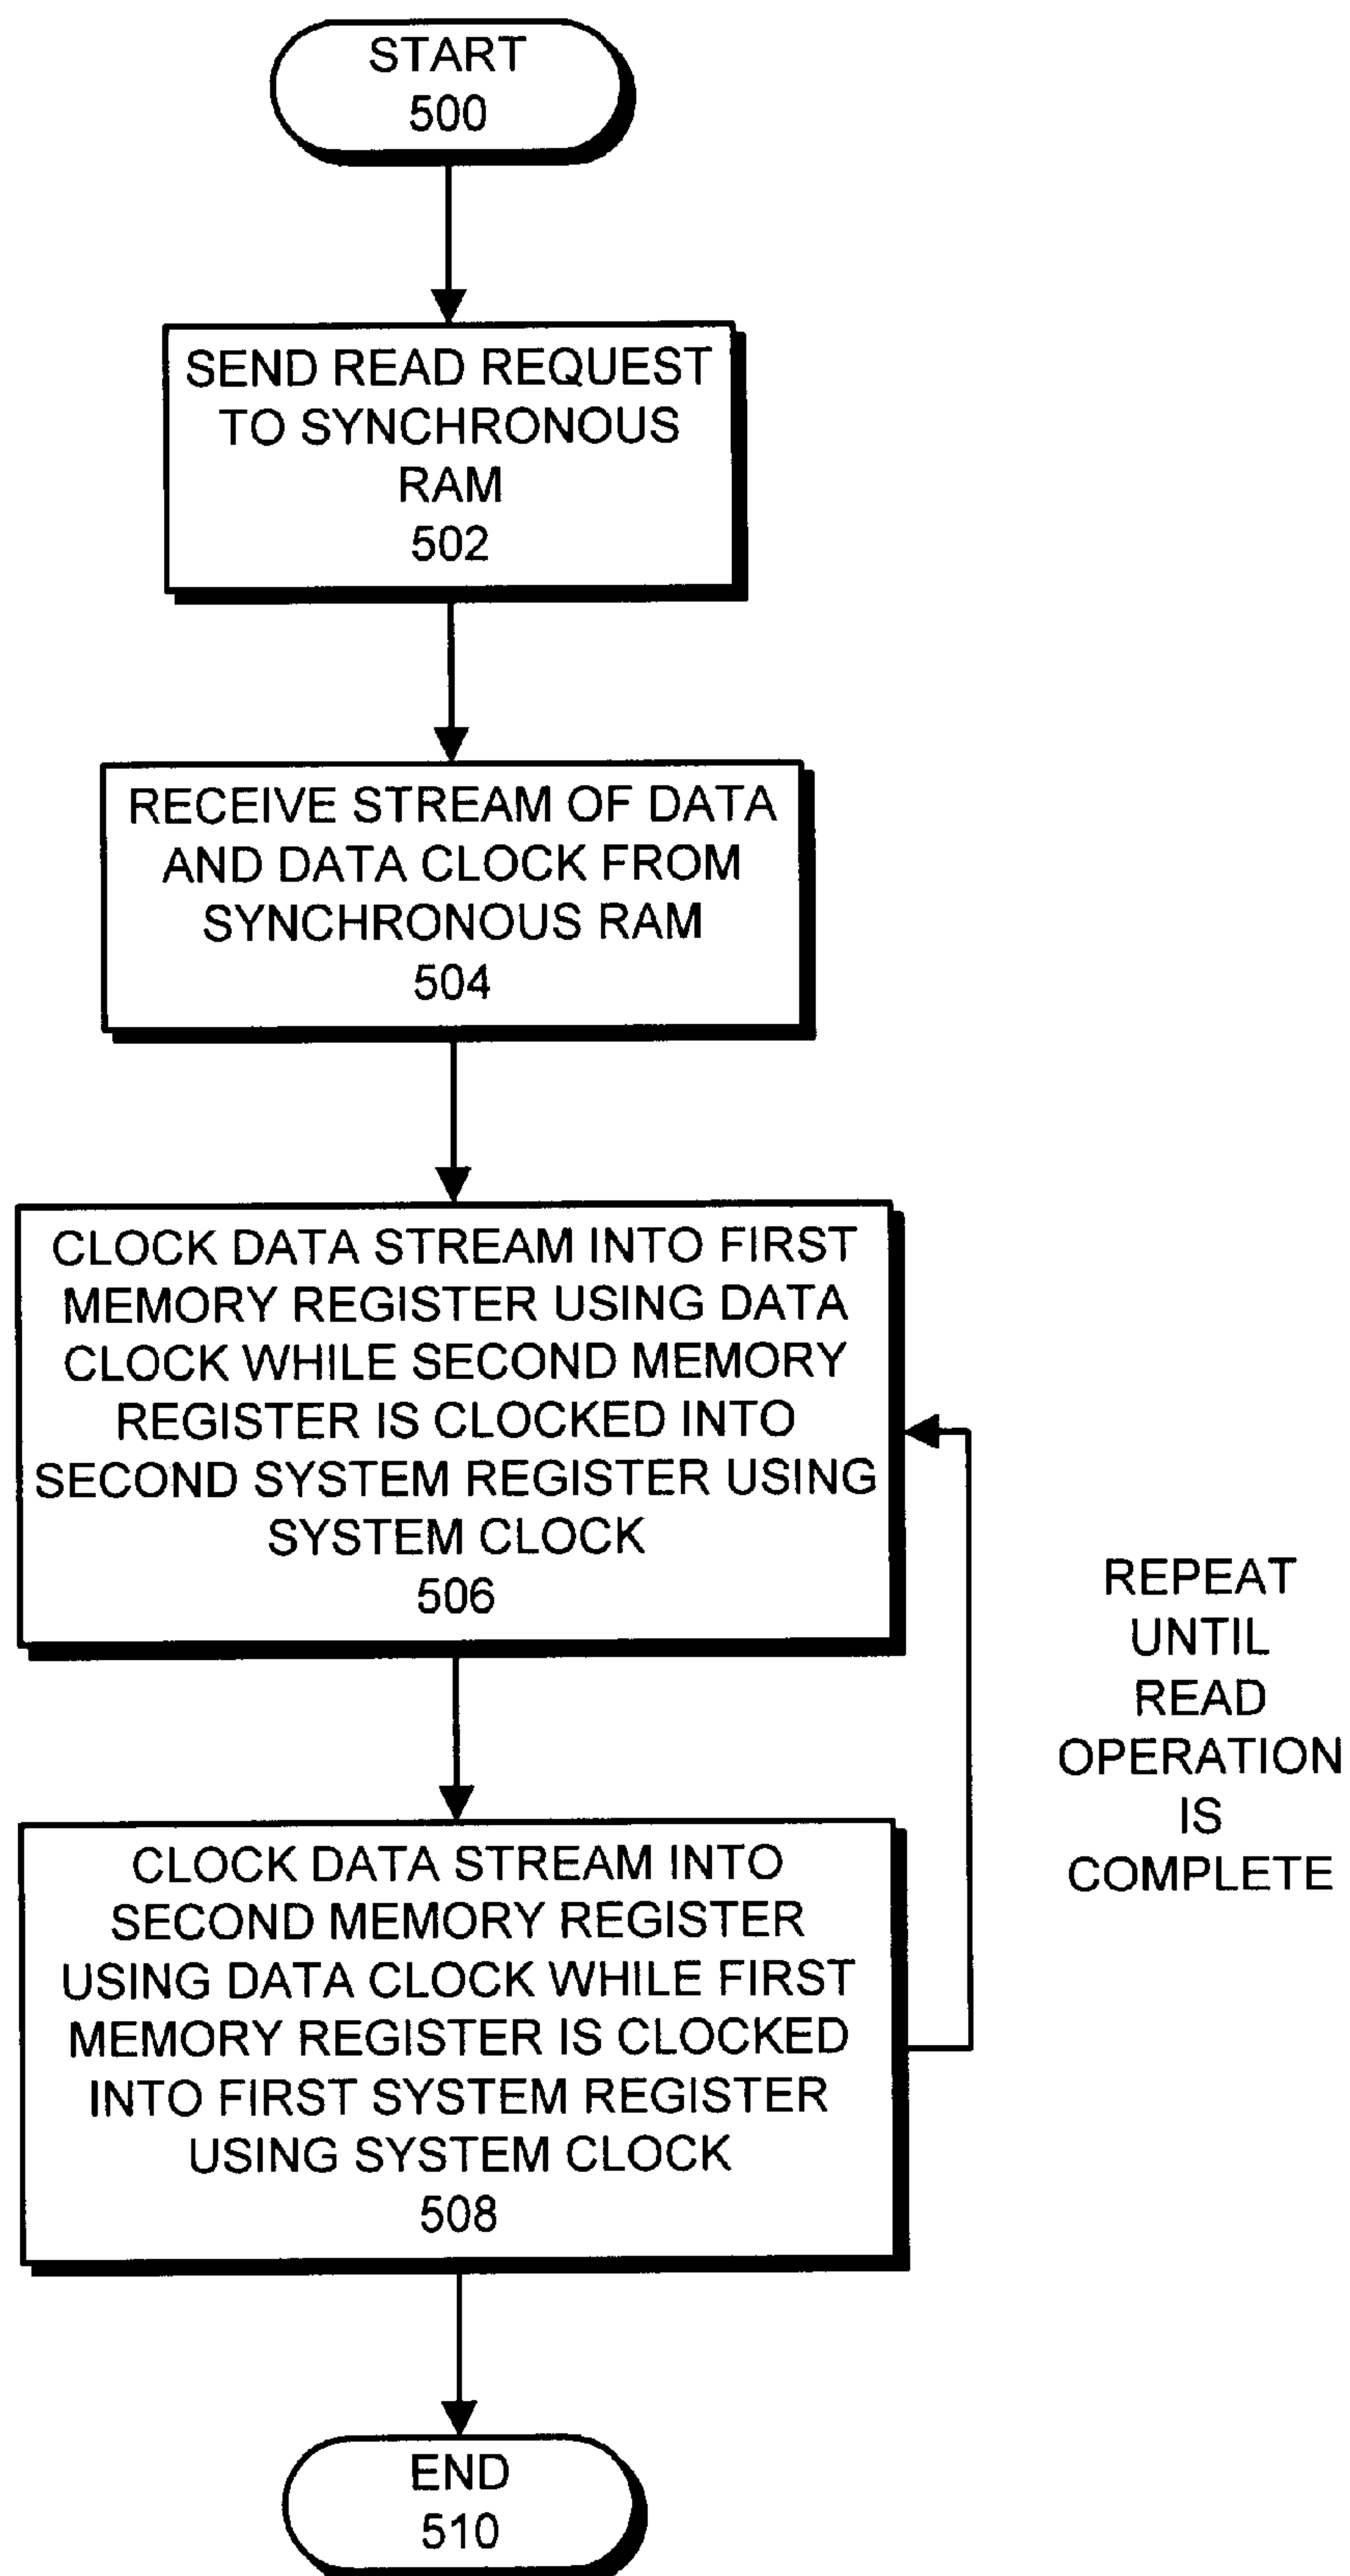 START
500
SEND READ REQUEST
TO SYNCHRONOUS
RAM
502
RECEIVE STREAM OF DATA
AND DATA CLOCK FROM
SYNCHRONOUS RAM
504
CLOCK DATA STREAM INTO FIRST
MEMORY REGISTER USING DATA
CLOCK WHILE SECOND MEMORY
REGISTER IS CLOCKED INTO
SECOND SYSTEM REGISTER USING
SYSTEM CLOCK
506
REPEAT
UNTIL
READ
OPERATION
IS
COMPLETE
CLOCK DATA STREAM INTO
SECOND MEMORY REGISTER
USING DATA CLOCK WHILE FIRST
MEMORY REGISTER IS CLOCKED
INTO FIRST SYSTEM REGISTER
USING SYSTEM CLOCK
508
END
510